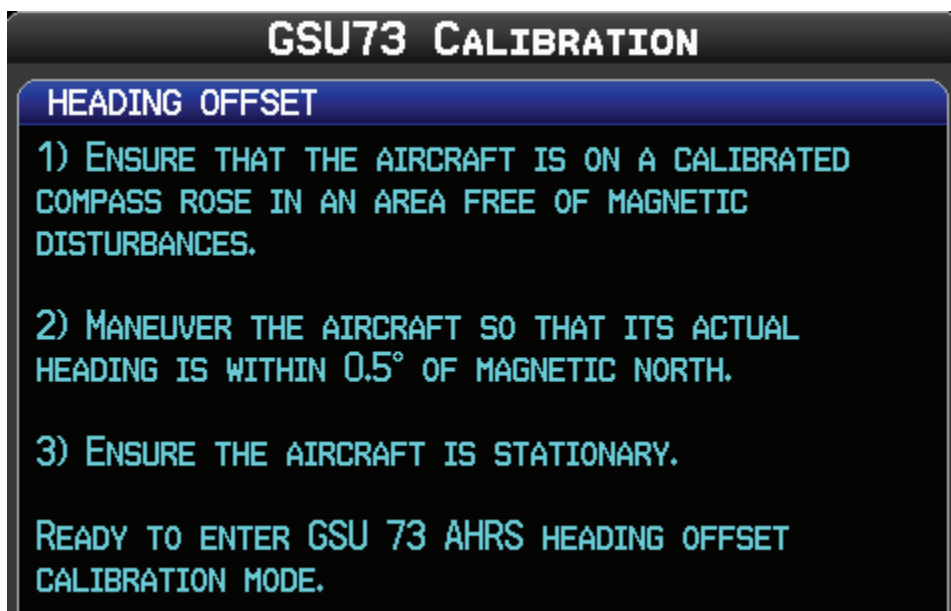 GSU73 CALIBRATION
HEADING OFFSET
1) ENSURE THAT THE AIRCRAFT IS ON A CALIBRATED
COMPASS ROSE IN AN AREA FREE OF MAGNETIC
DISTURBANCES.
2) MANEUVER THE AIRCRAFT SO THAT ITS ACTUAL
HEADING IS WITHIN 0.5° OF MAGNETIC NORTH.
3) ENSURE THE AIRCRAFT IS STATIONARY.
READY TO ENTER GSU 73 AHRS HEADING OFFSET
CALIBRATION MODE.